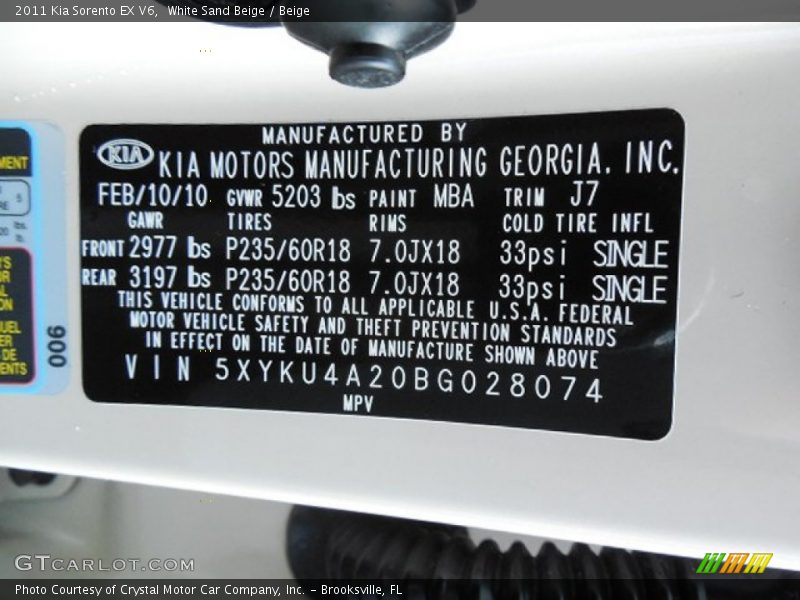 2011 Kia Sorento EX V6, White Sand Beige / Beige
MANUFACTURED BY
KIA KIA MOTORS MANUFACTURING GEORGIA. INC.
FEB/10/10 GVWR 5203 bs PAINT MBA TRIM J7
GAWR TIRES RIMS COLD TIRE INFL
FRONT 2977 bs P235/60R18 7.0JX18 33psi SINGLE
REAR 3197 bs P235/60R18 7.0JX18 33psi SINGLE
THIS VEHICLE CONFORMS TO ALL APPLICABLE U.S.A. FEDERAL
MOTOR VEHICLE SAFETY AND THEFT PREVENTION STANDARDS
IN EFFECT ON THE DATE OF MANUFACTURE SHOWN ABOVE
VIN 5XYKU4A20BG028074
MPV
006
GTCARLOT.COM
Photo Courtesy of Crystal Motor Car Company, Inc. – Brooksville, FL